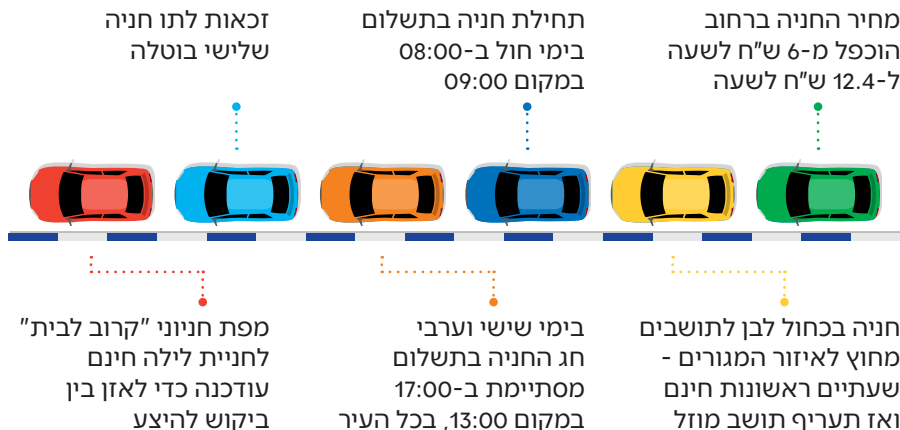 מחיר החניה ברחוב
הוכפל מ-6 ש"ח לשעה
ל-12.4 ש"ח לשעה
תחילת חניה בתשלום
בימי חול ב-08:00
במקום 09:00
זכאות לתו חניה
שלישי בוטלה
חניה בכחול לבן לתושבים
מחוץ לאיזור המגורים -
שעתיים ראשונות חינם
ואז תעריף תושב מוזל
בימי שישי וערבי
חג החניה בתשלום
מסתיימת ב-17:00
במקום 13:00, בכל העיר
מפת חניוני "קרוב לבית"
לחניית לילה חינם
עודכנה כדי לאזן בין
ביקוש להיצע